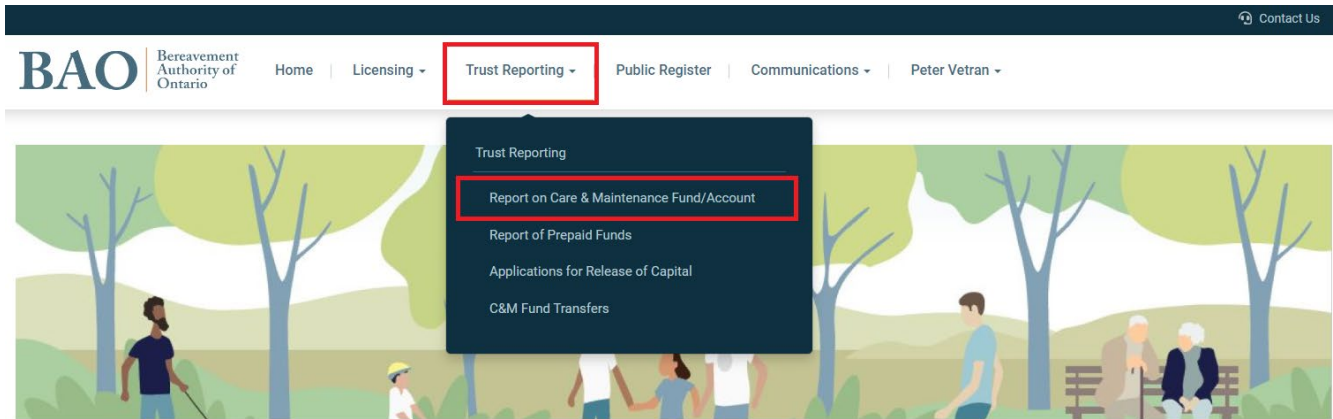 Contact Us
BAO
Bereavement
Authority of
Ontario
Home
Licensing
Trust Reporting
Public Register
Communications
Peter Vetran
Trust Reporting
Report on Care & Maintenance Fund/Account
Report of Prepaid Funds
Applications for Release of Capital
C&M Fund Transfers